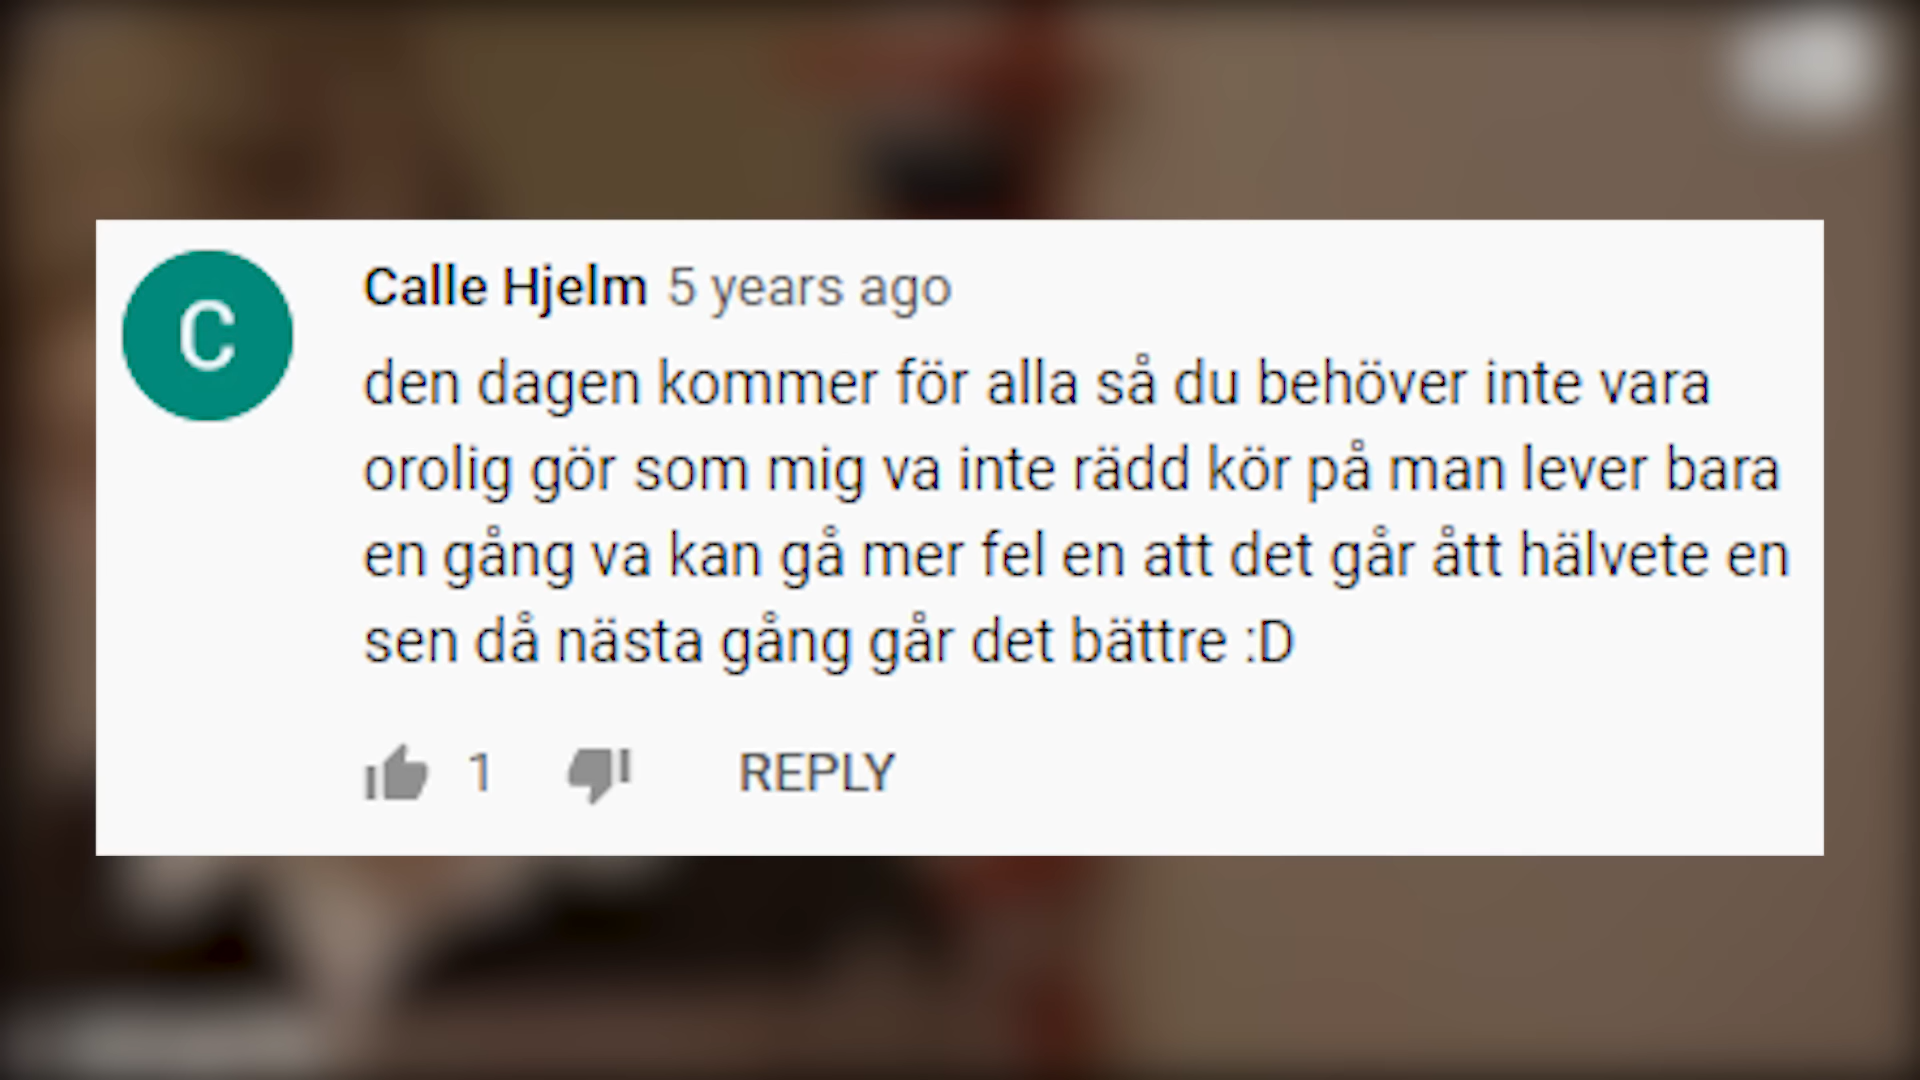 C
Calle Hjelm 5 years ago
den dagen kommer för alla så du behöver inte vara
orolig gör som mig va inte rädd kör på man lever bara
en gång va kan gå mer fel en att det går ått hälvete en
sen då nästa gång går det bättre :D
1 REPLY